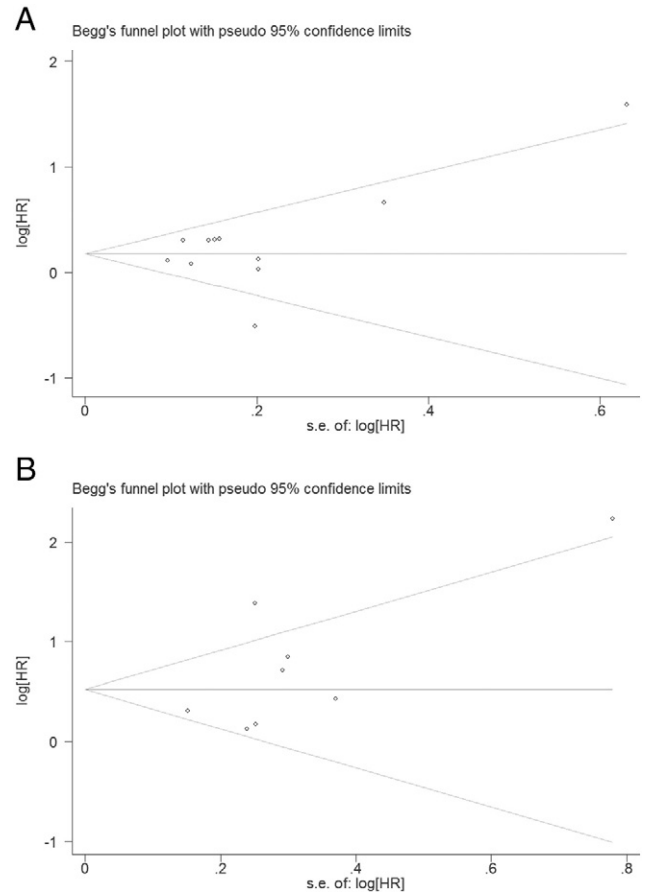 A
Begg's funnel plot with pseudo 95% confidence limits
2
1
0
-1
log[HR]
0
.2
.4
.6
s.e. of: log[HR]
B
Begg's funnel plot with pseudo 95% confidence limits
2
1
0
-1
log[HR]
0
.2
.4
.6
.8
s.e. of: log[HR]